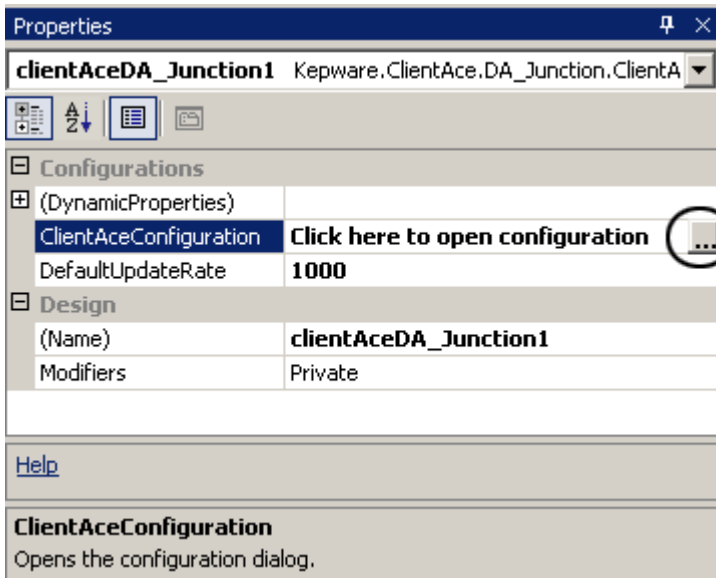 Properties
clientAceDA_Junction1 Kepware.ClientAce.DA_Junction.ClientA
Configurations
(DynamicProperties)
ClientAceConfiguration Click here to open configuration ...
DefaultUpdateRate 1000
Design
(Name) clientAceDA_Junction1
Modifiers Private
Help
ClientAceConfiguration
Opens the configuration dialog.